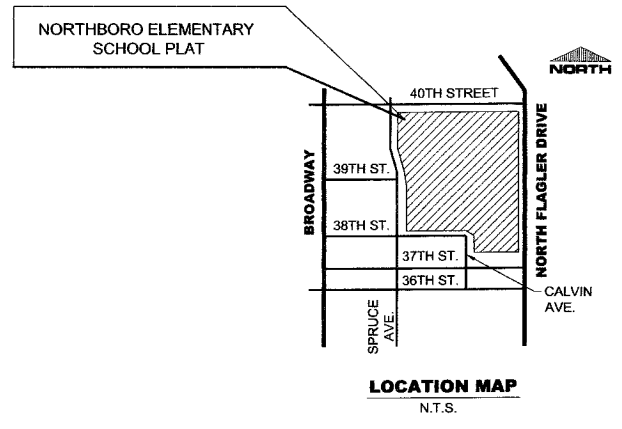 NORTHBORO ELEMENTARY
SCHOOL PLAT
NORTH
40TH STREET
BROADWAY
39TH ST.
NORTH FLAGLER DRIVE
38TH ST.
37TH ST.
36TH ST.
CALVIN
AVE.
SPRUCE
AVE.
LOCATION MAP
N.T.S.